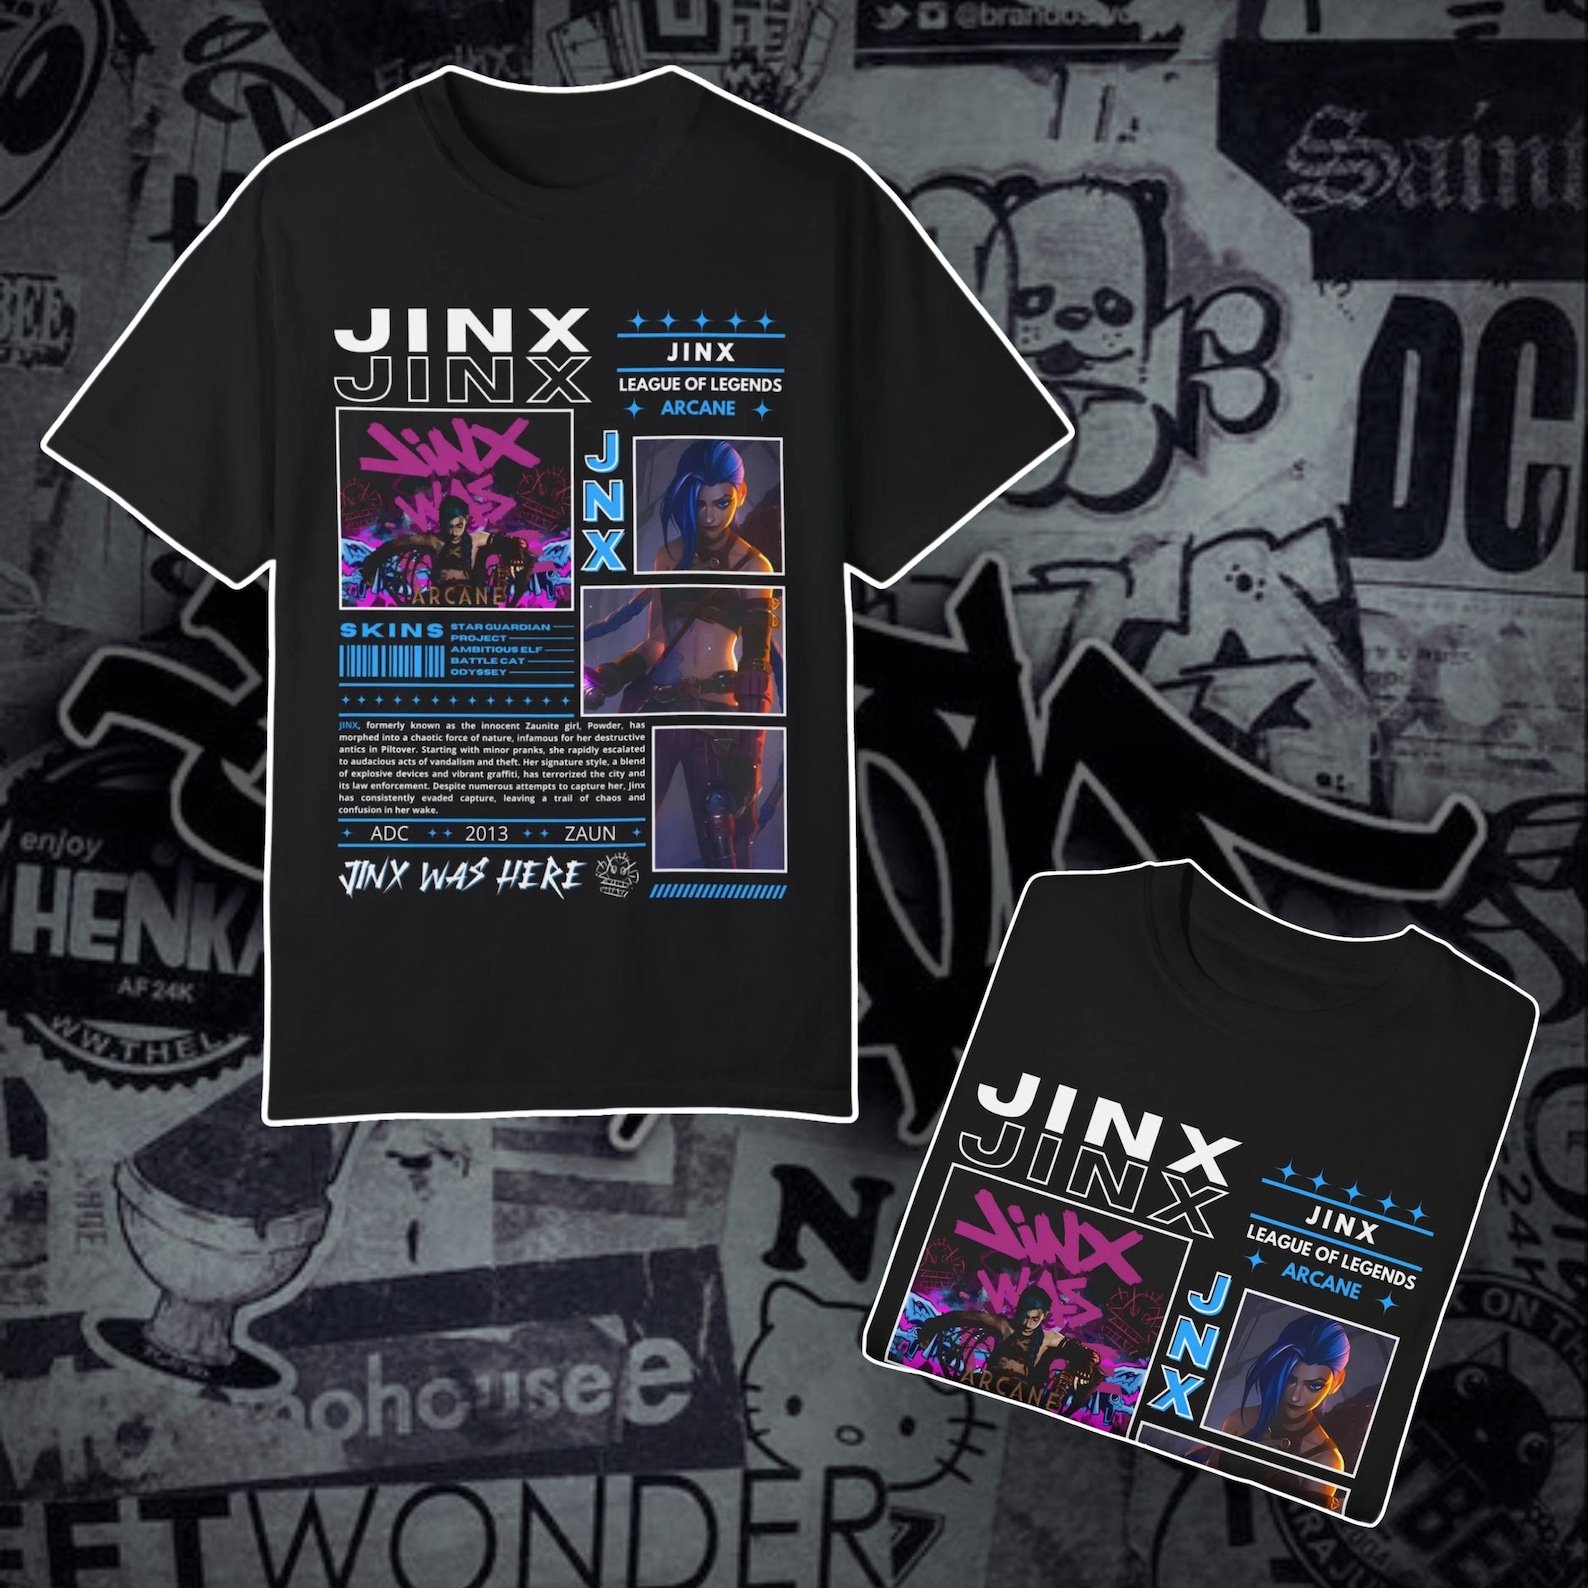 @brandos
Saint
DC
BEE
enjoy
HENKA
AF 24K
WW.THEL
JINX
JINX
JINX
LEAGUE OF LEGENDS
ARCANE
JINX
WAS
ARCANE
JNX
SKINS
STAR GUARDIAN
PROJECT
AMBITIOUS ELF
BATTLE CAT
ODYSSEY
JINX, formerly known as the innocent Zaunite girl, Powder, has
morphed into a chaotic force of nature, infamous for her destructive
antics in Piltover. Starting with minor pranks, she rapidly escalated
to audacious acts of vandalism and theft. Her signature style, a blend
of explosive devices and vibrant graffiti, has terrorized the city and
its law enforcement. Despite numerous attempts to capture her, Jinx
has consistently evaded capture, leaving a trail of chaos and
confusion in her wake.
ADC 2013 ZAUN
JINX WAS HERE
JINX
JINX
JINX
LEAGUE OF LEGENDS
ARCANE
JINX
WAS
ARCANE
JNX
N
EETWONDER